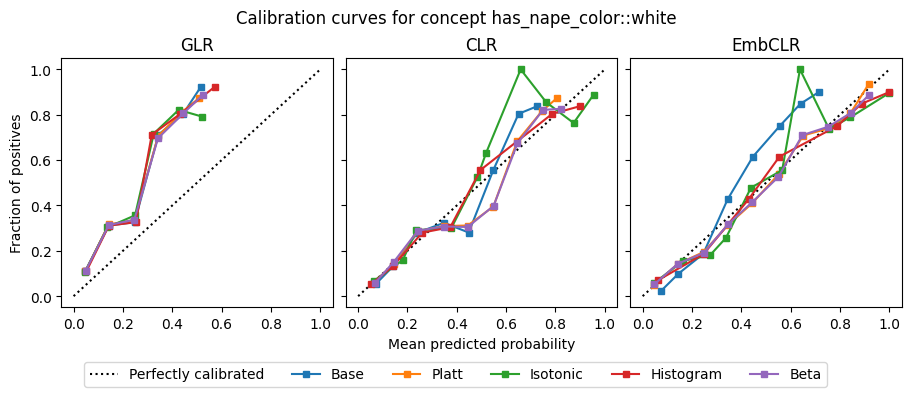 Calibration curves for concept has_nape_color::white
GLR
CLR
EmbCLR
Fraction of positives
1.0
0.8
0.6
0.4
0.2
0.0
0.0 0.2 0.4 0.6 0.8 1.0
0.0 0.2 0.4 0.6 0.8 1.0
0.0 0.2 0.4 0.6 0.8 1.0
Mean predicted probability
Perfectly calibrated Base Platt Isotonic Histogram Beta